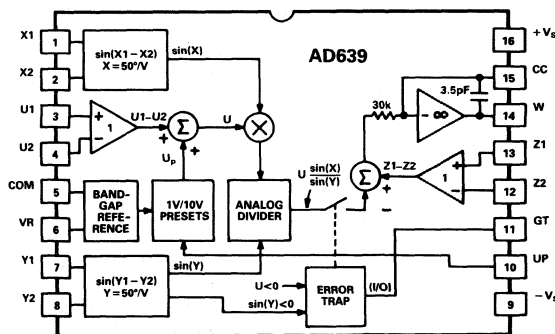 AD639
X1 1
X2 2
U1 3
U2 4
COM 5
VR 6
Y1 7
Y2 8
sin(X1 – X2)
X = 50°/V
sin(X)
+
–
1
U1–U2
+
Σ
+
U
Up
×
BAND-
GAP REF-
ERENCE
1V/10V
PRESETS
ANALOG
DIVIDER
sin(Y1 – Y2)
Y = 50°/V
sin(Y)
U sin(X)
sin(Y)
U<0
sin(Y)<0
ERROR
TRAP
(I/O)
30k
3.5pF
– ∞
Σ
+
–
Z1–Z2
1
+
–
16 +VS
15 CC
14 W
13 Z1
12 Z2
11 GT
10 UP
9 –VS